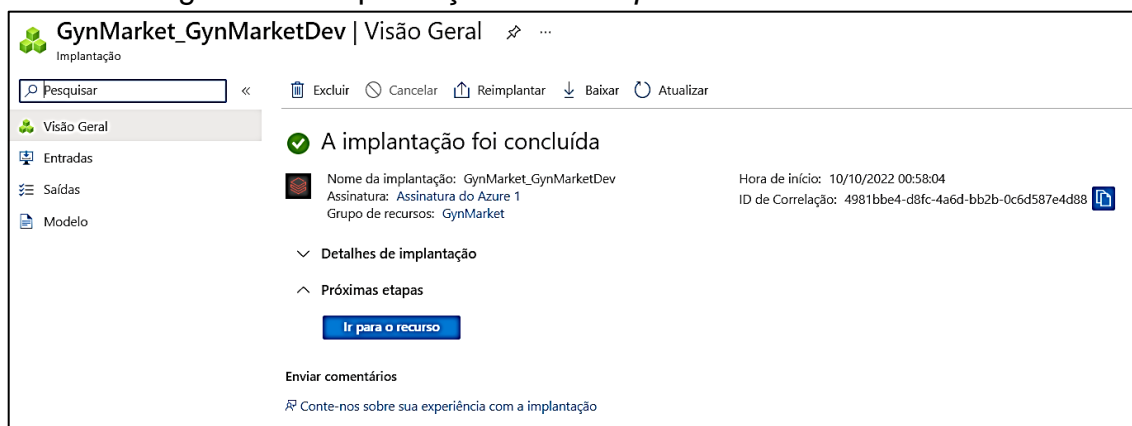 GynMarket_GynMarketDev | Visão Geral
Implantação
Pesquisar
«
Excluir Cancelar Reimplantar Baixar Atualizar
Visão Geral
Entradas
Saídas
Modelo
A implantação foi concluída
Nome da implantação: GynMarket_GynMarketDev
Assinatura: Assinatura do Azure 1
Grupo de recursos: GynMarket
Hora de início: 10/10/2022 00:58:04
ID de Correlação: 4981bbe4-d8fc-4a6d-bb2b-0c6d587e4d88
Detalhes de implantação
Próximas etapas
Ir para o recurso
Enviar comentários
Conte-nos sobre sua experiência com a implantação